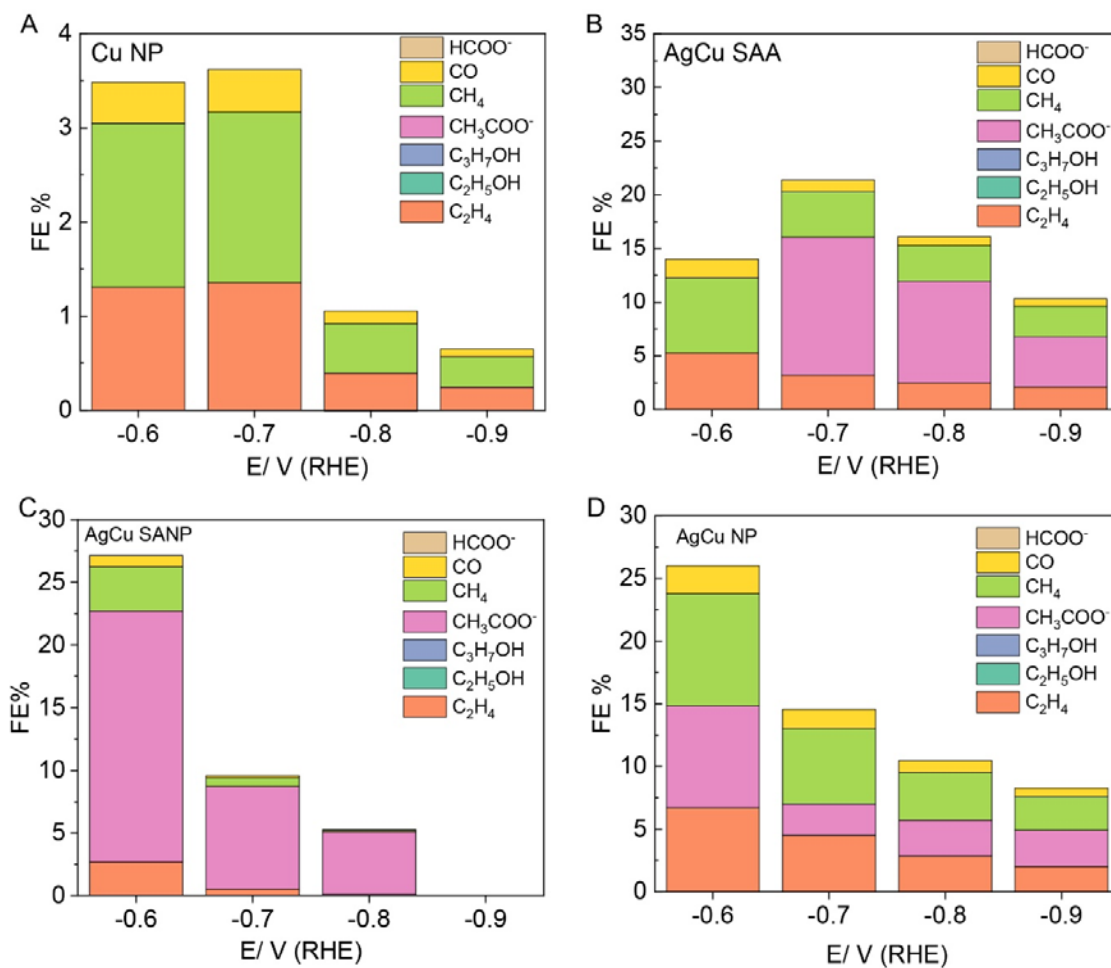 A
Cu NP
HCOO⁻
CO
CH₄
CH₃COO⁻
C₃H₇OH
C₂H₅OH
C₂H₄
FE %
4
3
2
1
0
-0.6 -0.7 -0.8 -0.9
E/ V (RHE)
B
AgCu SAA
HCOO⁻
CO
CH₄
CH₃COO⁻
C₃H₇OH
C₂H₅OH
C₂H₄
FE %
35
30
25
20
15
10
5
0
-0.6 -0.7 -0.8 -0.9
E/ V (RHE)
C
AgCu SANP
HCOO⁻
CO
CH₄
CH₃COO⁻
C₃H₇OH
C₂H₅OH
C₂H₄
FE%
30
25
20
15
10
5
0
-0.6 -0.7 -0.8 -0.9
E/ V (RHE)
D
AgCu NP
HCOO⁻
CO
CH₄
CH₃COO⁻
C₃H₇OH
C₂H₅OH
C₂H₄
FE %
30
25
20
15
10
5
0
-0.6 -0.7 -0.8 -0.9
E/ V (RHE)